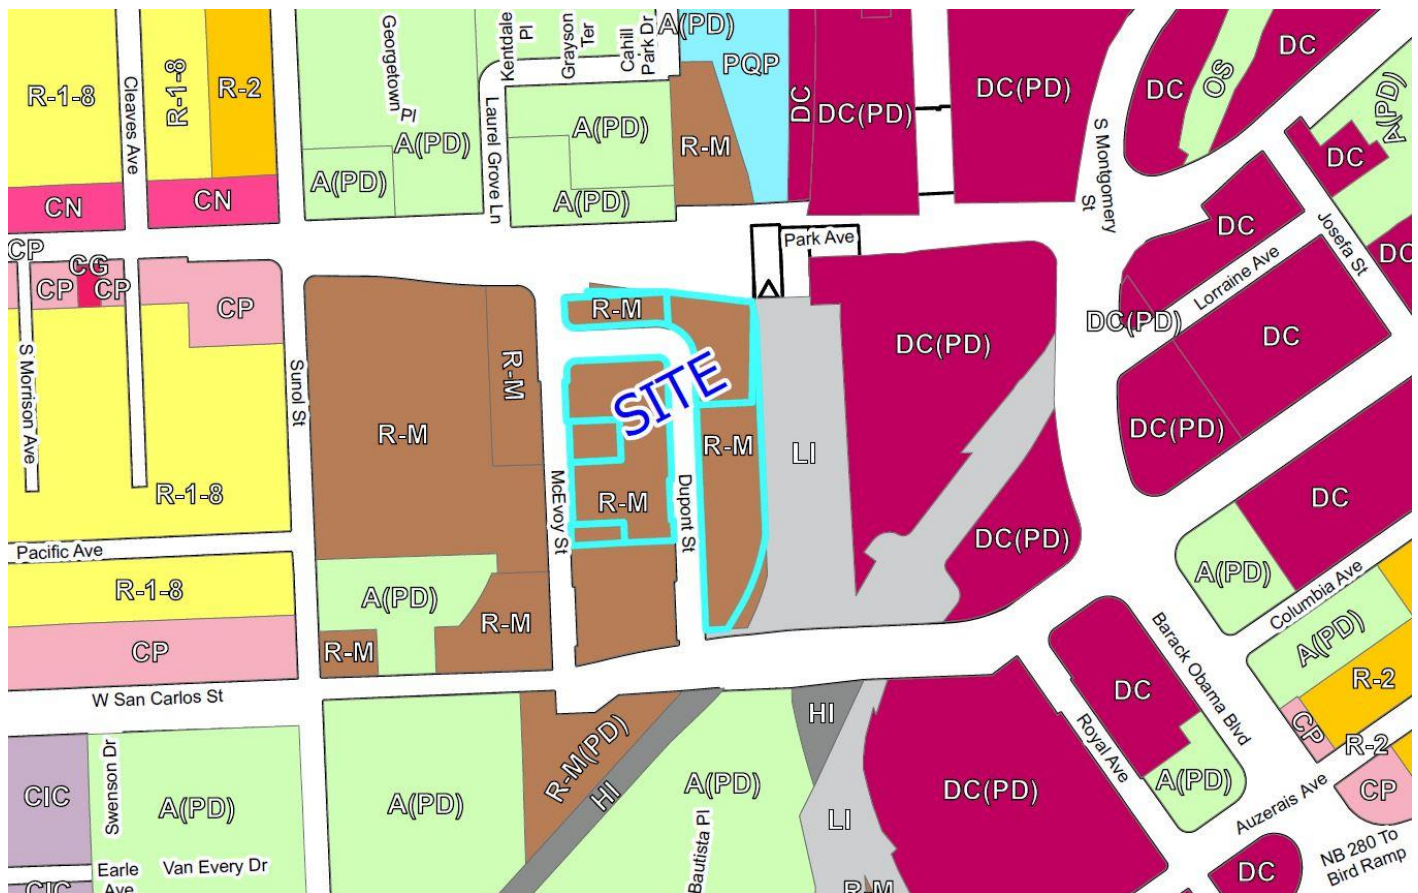 R-1-8
Cleaves Ave
R-1-8
R-2
Georgetown
Pl
A(PD)
Kentdale
Pl
Grayson
Ter
Cahill
Park Dr
A(PD)
PQP
DC
DC(PD)
DC(PD)
S Montgomery
St
DC
OS
DC
A(PD)
DC
CN
CN
A(PD)
Laurel Grove Ln
A(PD)
A(PD)
R-M
Park Ave
DC
Lorraine Ave
Josefa St
DC
CP
CP
CG
CP
CP
S Morrison Ave
Sunol St
R-M
R-M
R-M
SITE
R-M
R-M
McEvoy St
Dupont St
LI
DC(PD)
DC(PD)
DC
DC(PD)
DC
DC(PD)
R-1-8
Pacific Ave
R-1-8
CP
A(PD)
R-M
R-M
A(PD)
Columbia Ave
A(PD)
R-2
CP
R-2
CP
Barack Obama Blvd
DC
A(PD)
Royal Ave
Auzerais Ave
W San Carlos St
CIC
Swenson Dr
A(PD)
A(PD)
R-M(PD)
HI
A(PD)
Bautista Pl
HI
LI
DC(PD)
Earle
Ave
Van Every Dr
CIC
R-M
DC
NB 280 To
Bird Ramp